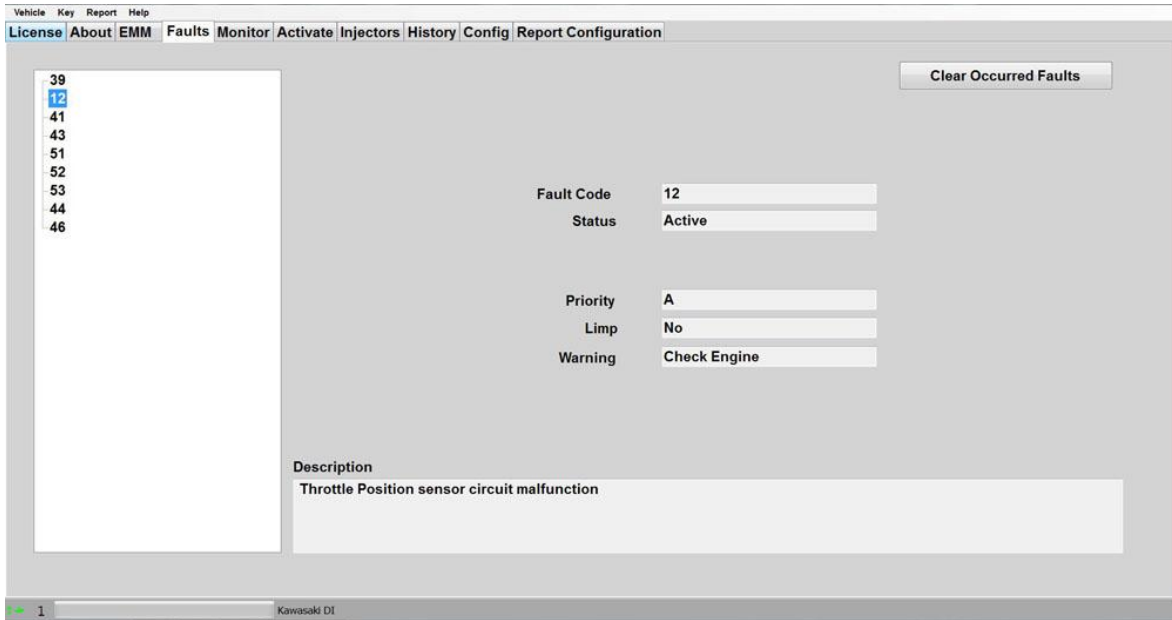 Vehicle Key Report Help
License About EMM Faults Monitor Activate Injectors History Config Report Configuration
Clear Occurred Faults
39
12
41
43
51
52
53
44
46
Fault Code 12
Status Active
Priority A
Limp No
Warning Check Engine
Description
Throttle Position sensor circuit malfunction
1 Kawasaki DI